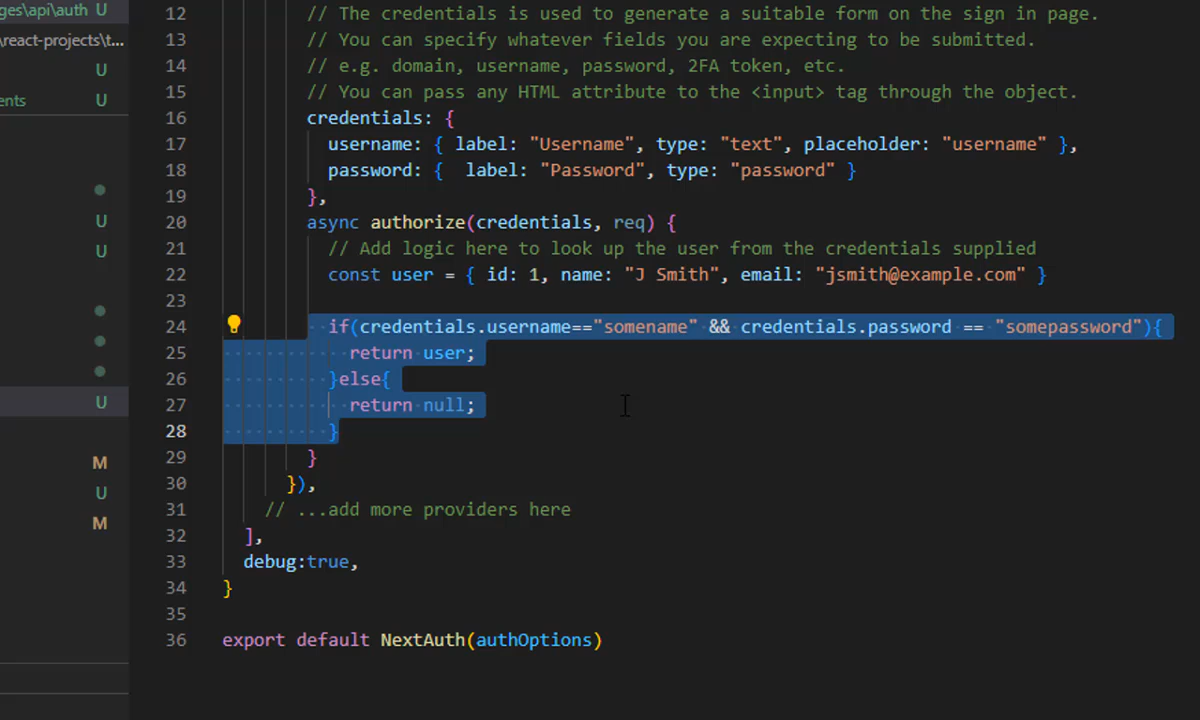 ges\api\auth U
\react-projects\t...
U
ents U
U
U
U
M
U
M
12 // The credentials is used to generate a suitable form on the sign in page.
13 // You can specify whatever fields you are expecting to be submitted.
14 // e.g. domain, username, password, 2FA token, etc.
15 // You can pass any HTML attribute to the <input> tag through the object.
16 credentials: {
17 username: { label: "Username", type: "text", placeholder: "username" },
18 password: {  label: "Password", type: "password" }
19 },
20 async authorize(credentials, req) {
21 // Add logic here to look up the user from the credentials supplied
22 const user = { id: 1, name: "J Smith", email: "jsmith@example.com" }
23
24 if(credentials.username=="somename" && credentials.password == "somepassword"){
25 return user;
26 }else{
27 return null;
28 }
29 }
30 }),
31 // ...add more providers here
32 ],
33 debug:true,
34 }
35
36 export default NextAuth(authOptions)